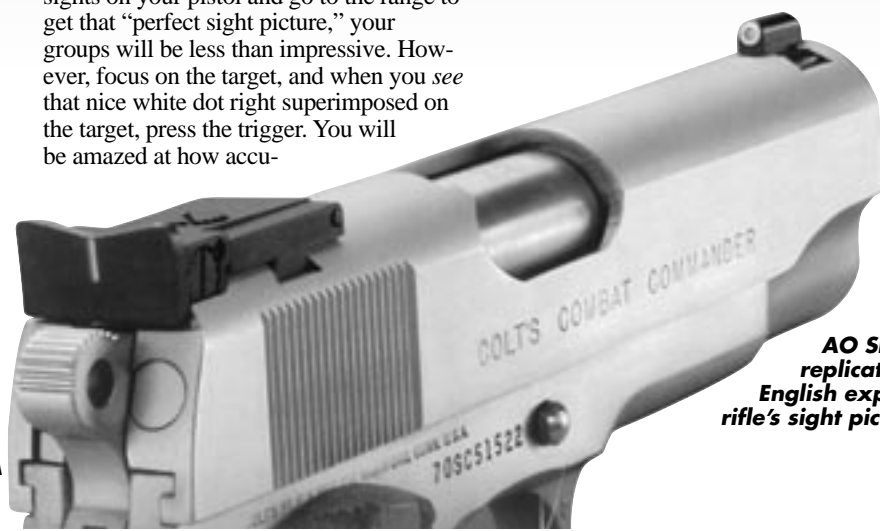 sights on your pistol and go to the range to
get that “perfect sight picture,” your
groups will be less than impressive. How-
ever, focus on the target, and when you see
that nice white dot right superimposed on
the target, press the trigger. You will
be amazed at how accu-
COLT'S COMBAT COMMANDER
70SC51522
AO
replicat
English exp
rifle's sight pic